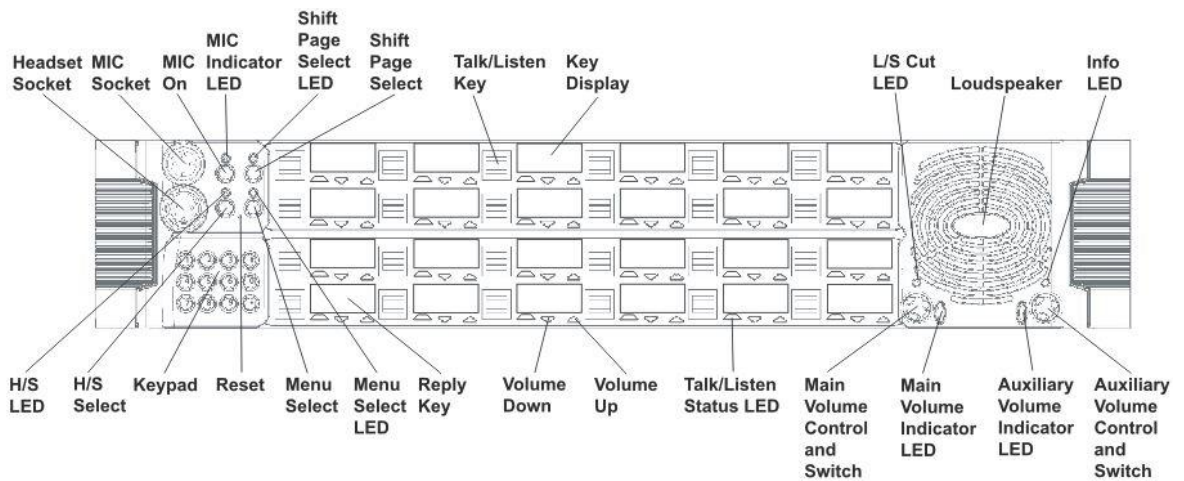 Headset
Socket
MIC
Socket
MIC
On
MIC
Indicator
LED
Shift
Page
Select
LED
Shift
Page
Select
Talk/Listen
Key
Key
Display
L/S Cut
LED
Loudspeaker
Info
LED
H/S
LED
H/S
Select
Keypad
Reset
Menu
Select
Menu
Select
LED
Reply
Key
Volume
Down
Volume
Up
Talk/Listen
Status LED
Main
Volume
Control
and
Switch
Main
Volume
Indicator
LED
Auxiliary
Volume
Indicator
LED
Auxiliary
Volume
Control
and
Switch